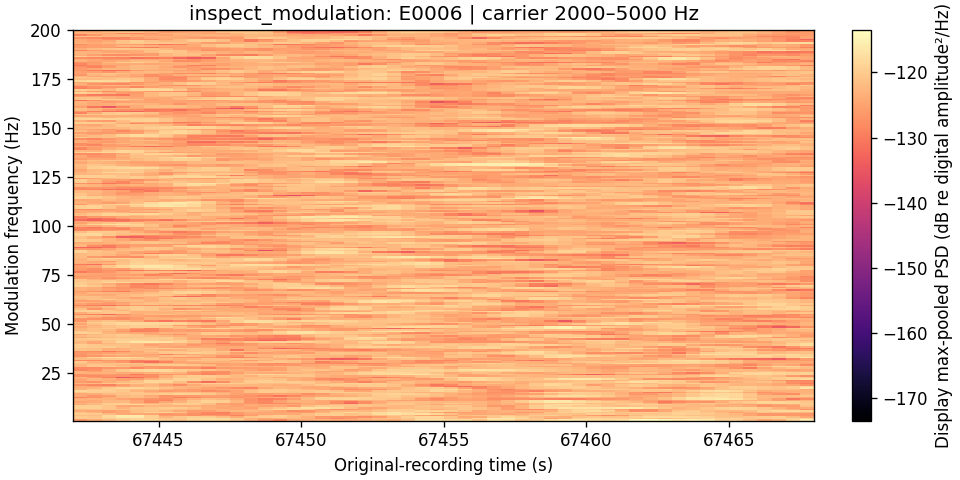 inspect_modulation: E0006 | carrier 2000–5000 Hz
200
175
150
125
100
75
50
25
Modulation frequency (Hz)
67445 67450 67455 67460 67465
Original-recording time (s)
−120
−130
−140
−150
−160
−170
Display max-pooled PSD (dB re digital amplitude²/Hz)